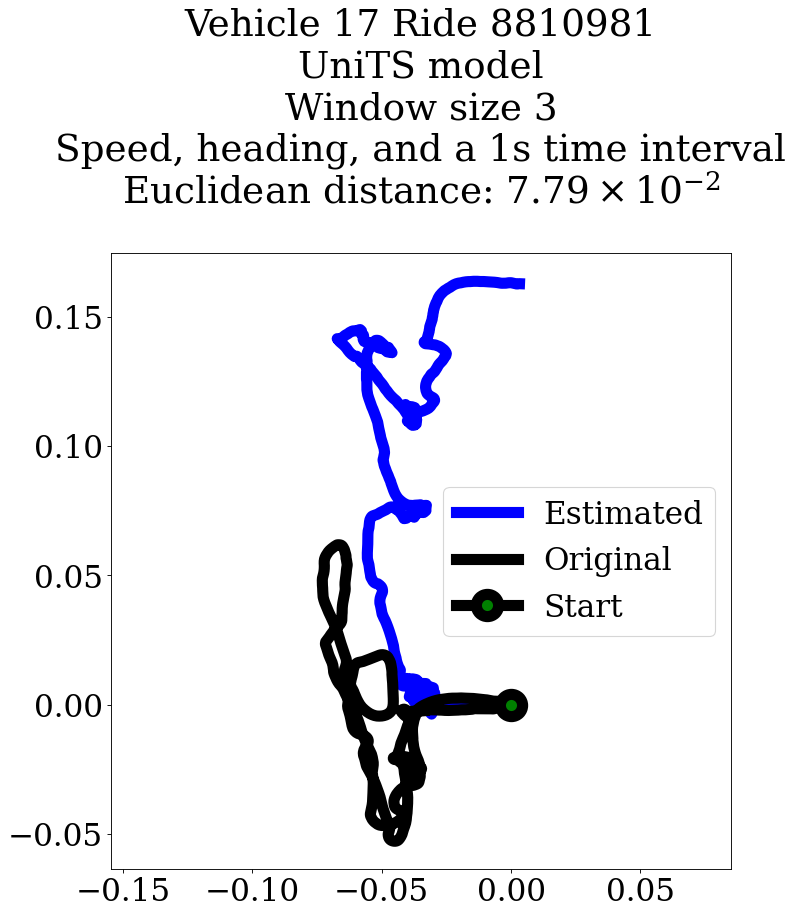 Vehicle 17 Ride 8810981
UniTS model
Window size 3
Speed, heading, and a 1s time interval
Euclidean distance: 7.79 × 10⁻²
0.15
0.10
0.05
0.00
−0.05
Estimated
Original
Start
−0.15 −0.10 −0.05 0.00 0.05